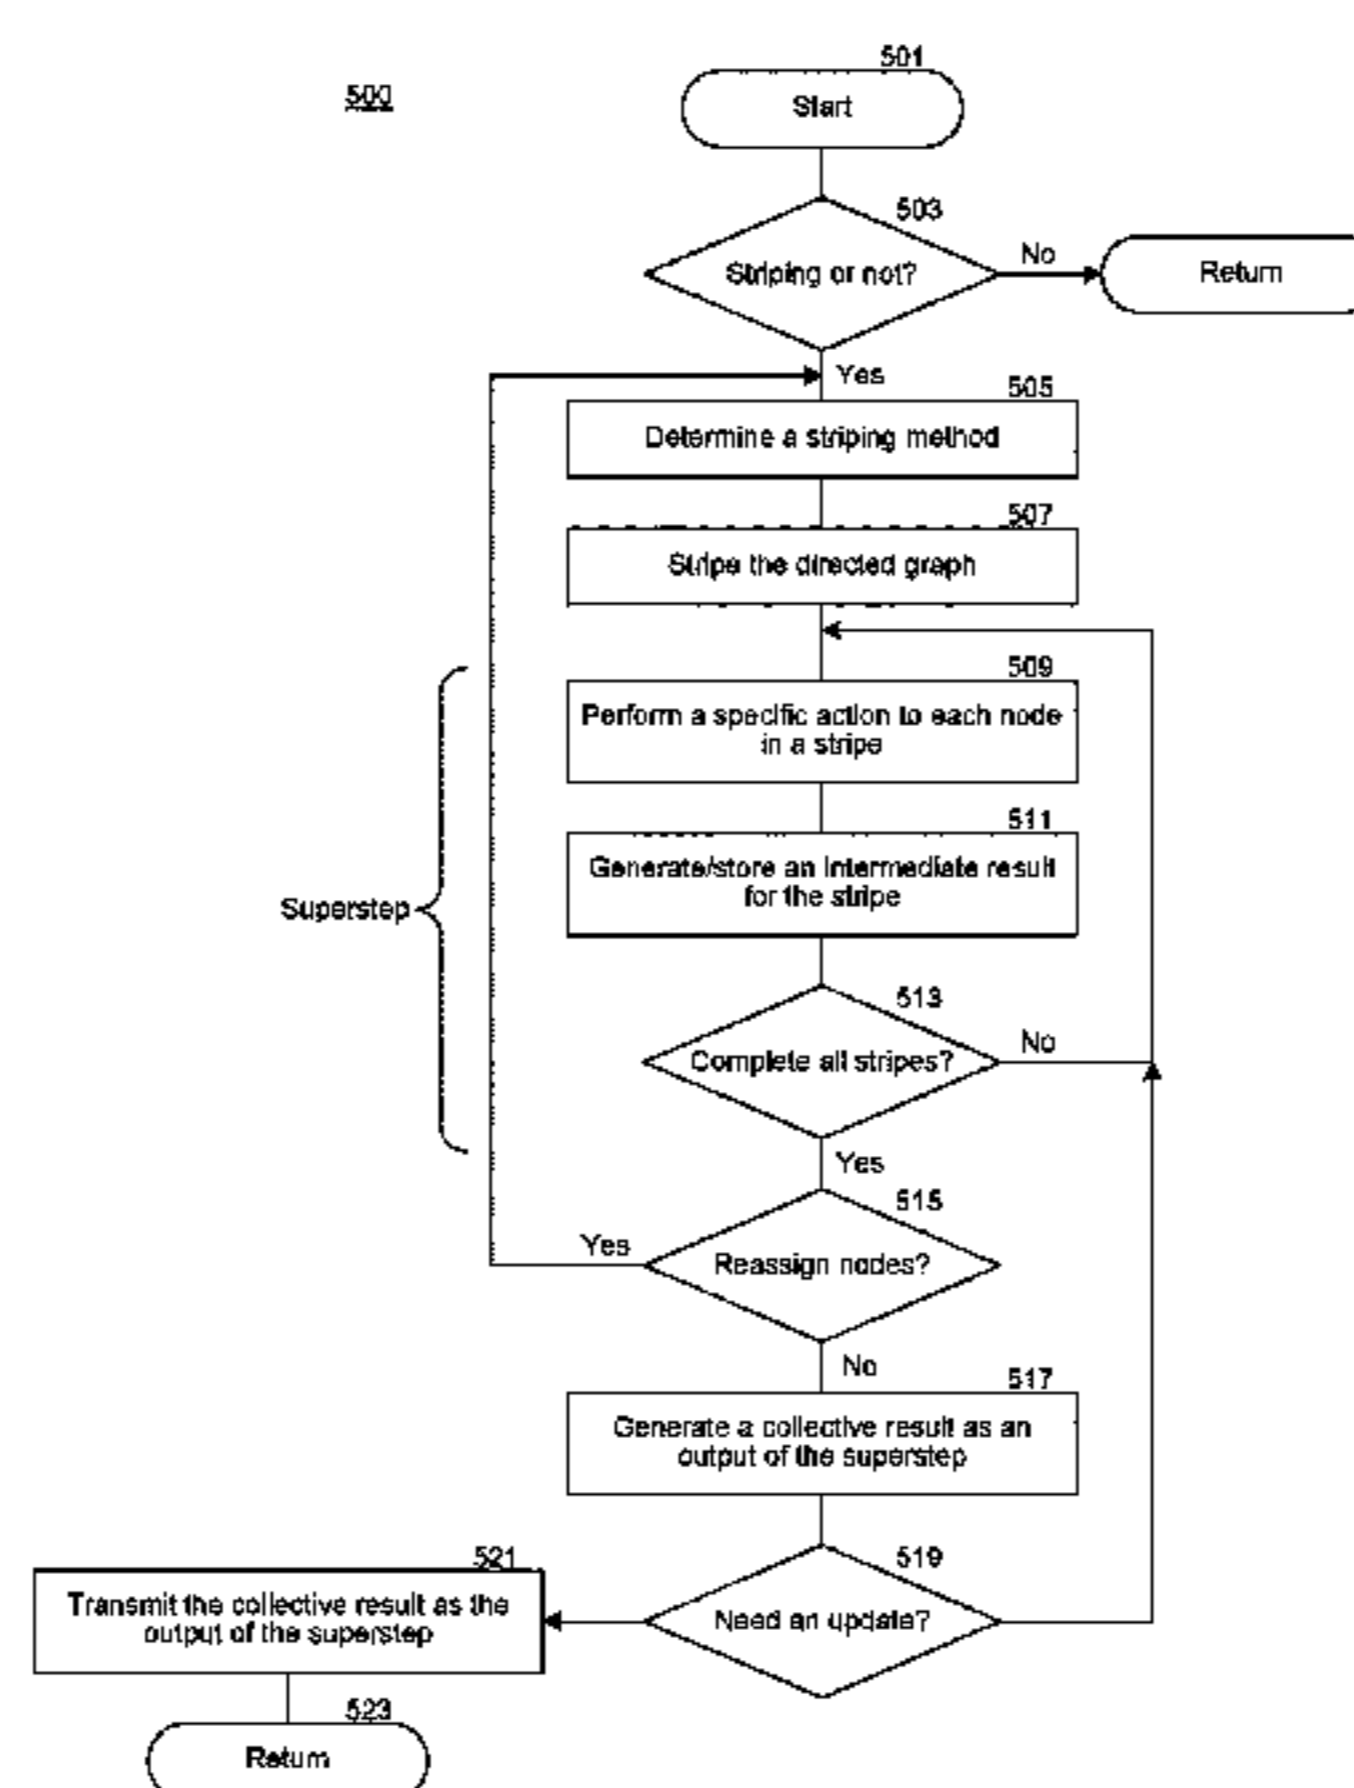 500
501
Start
503
Striping or not?
No
Return
Yes
505
Determine a striping method
507
Stripe the directed graph
509
Perform a specific action to each node
in a stripe
511
Generate/store an intermediate result
for the stripe
Superstep
513
Complete all stripes?
No
Yes
515
Reassign nodes?
Yes
No
517
Generate a collective result as an
output of the superstep
519
Need an update?
521
Transmit the collective result as the
output of the superstep
523
Return